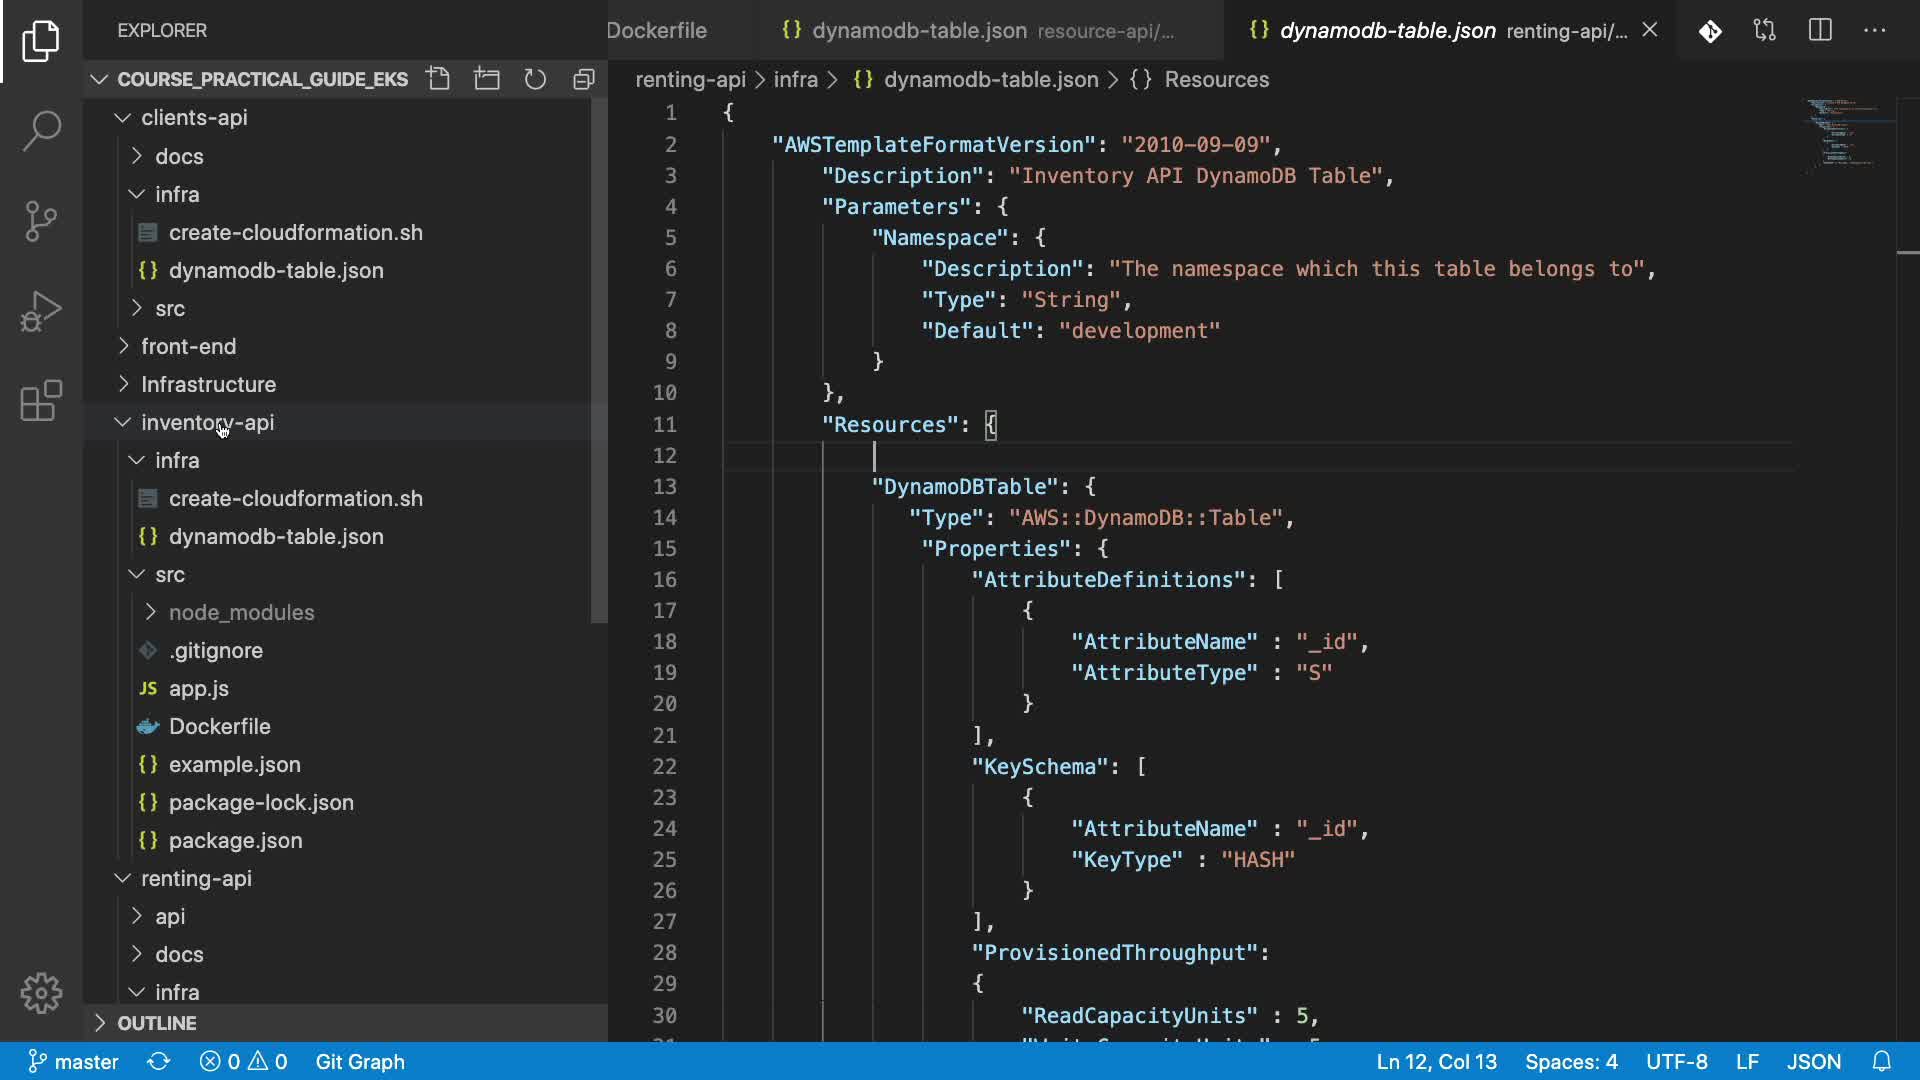 EXPLORER
Dockerfile
{} dynamodb-table.json resource-api/...
{} dynamodb-table.json renting-api/...
COURSE_PRACTICAL_GUIDE_EKS
renting-api > infra > {} dynamodb-table.json > {} Resources
clients-api
docs
infra
create-cloudformation.sh
{} dynamodb-table.json
src
front-end
Infrastructure
inventory-api
infra
create-cloudformation.sh
{} dynamodb-table.json
src
node_modules
.gitignore
JS app.js
Dockerfile
{} example.json
{} package-lock.json
{} package.json
renting-api
api
docs
infra
OUTLINE
1 {
2 "AWSTemplateFormatVersion": "2010-09-09",
3 "Description": "Inventory API DynamoDB Table",
4 "Parameters": {
5 "Namespace": {
6 "Description": "The namespace which this table belongs to",
7 "Type": "String",
8 "Default": "development"
9 }
10 },
11 "Resources": {
12
13 "DynamoDBTable": {
14 "Type": "AWS::DynamoDB::Table",
15 "Properties": {
16 "AttributeDefinitions": [
17 {
18 "AttributeName" : "_id",
19 "AttributeType" : "S"
20 }
21 ],
22 "KeySchema": [
23 {
24 "AttributeName" : "_id",
25 "KeyType" : "HASH"
26 }
27 ],
28 "ProvisionedThroughput":
29 {
30 "ReadCapacityUnits" : 5,
master
0 0
Git Graph
Ln 12, Col 13
Spaces: 4
UTF-8
LF
JSON